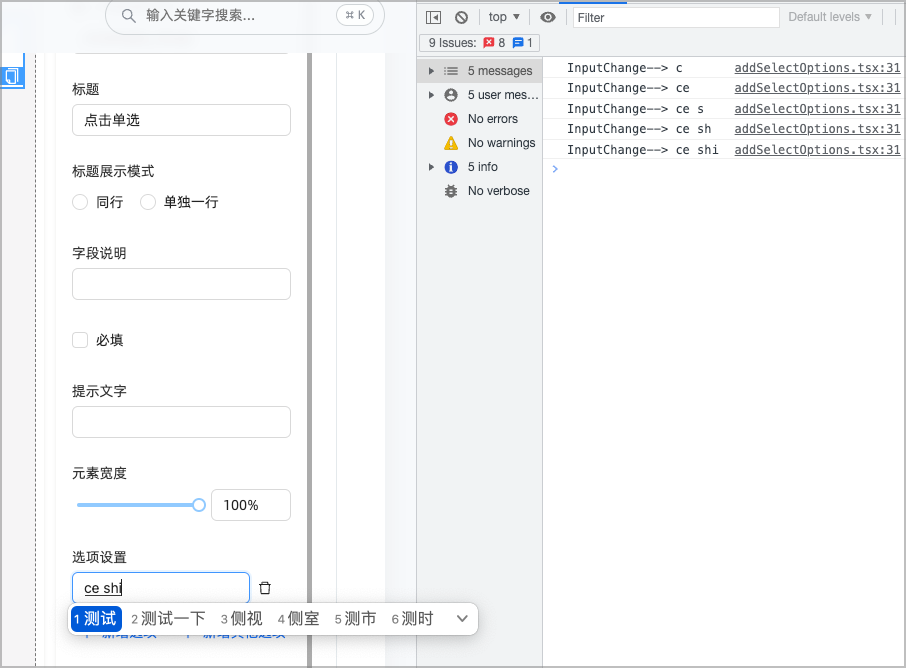 输入关键字搜索...
⌘ K
标题
点击单选
标题展示模式
同行 单独一行
字段说明
必填
提示文字
元素宽度
100%
选项设置
ce shi
1 测试 2 测试一下 3 侧视 4 侧室 5 测市 6 测时
top Filter Default levels
9 Issues: 8 1
5 messages
5 user mes...
No errors
No warnings
5 info
No verbose
InputChange--> c addSelectOptions.tsx:31
InputChange--> ce addSelectOptions.tsx:31
InputChange--> ce s addSelectOptions.tsx:31
InputChange--> ce sh addSelectOptions.tsx:31
InputChange--> ce shi addSelectOptions.tsx:31